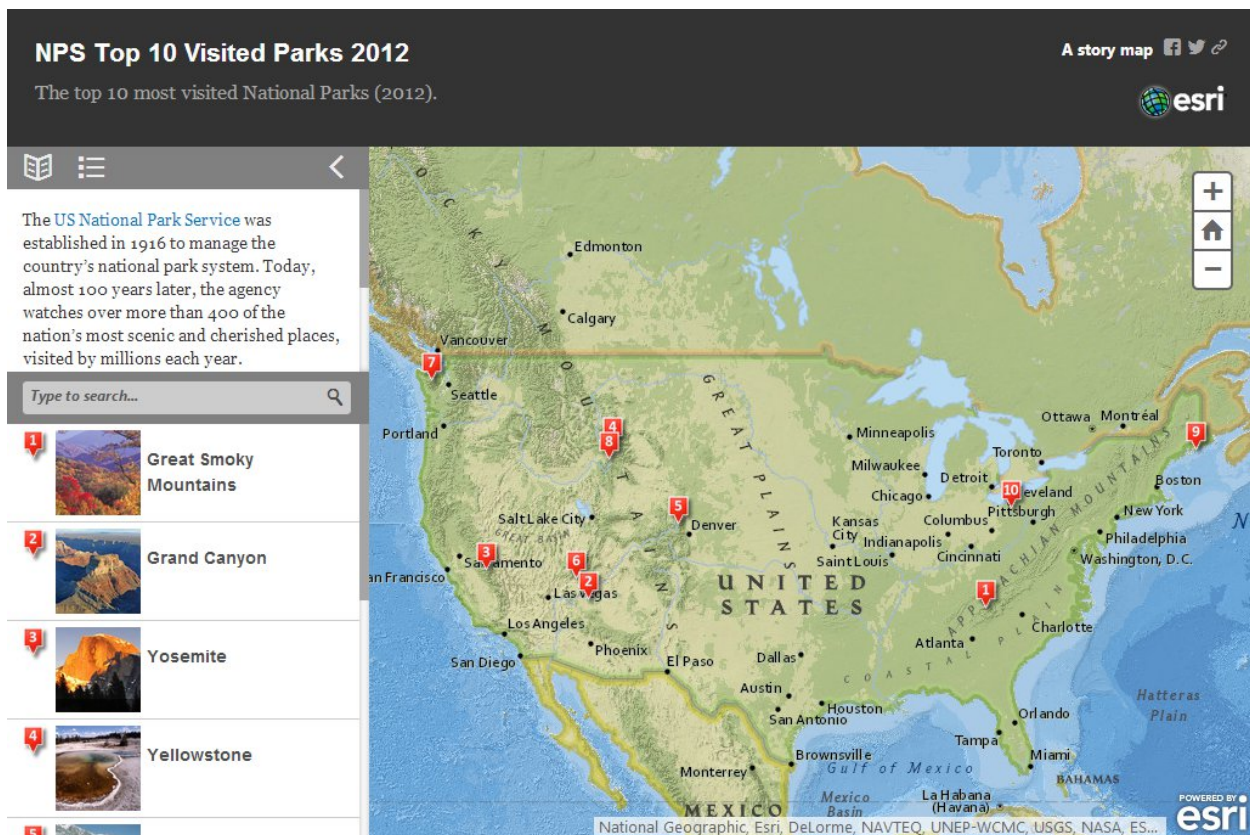 NPS Top 10 Visited Parks 2012
A story map
The top 10 most visited National Parks (2012).
esri
The US National Park Service was
established in 1916 to manage the
country's national park system. Today,
almost 100 years later, the agency
watches over more than 400 of the
nation's most scenic and cherished places,
visited by millions each year.
Type to search...
1
Great Smoky
Mountains
2
Grand Canyon
3
Yosemite
4
Yellowstone
5
+
−
ROCKY MOUNTAINS
Edmonton
Calgary
Vancouver
7
Seattle
Portland
4
8
GREAT PLAINS
Minneapolis
Ottawa
Montréal
9
Toronto
Milwaukee
Detroit
Chicago
10
eveland
Boston
Pittsburgh
New York
APPALACHIAN MOUNTAINS
5
Denver
Salt Lake City
GREAT BASIN
Kansas
City
Columbus
Indianapolis
Philadelphia
Saint Louis
Cincinnati
Washington, D.C.
N
3
Sacramento
an Francisco
6
2
Las Vegas
UNITED
STATES
1
Charlotte
Los Angeles
Phoenix
San Diego
El Paso
Dallas
Atlanta
COASTAL PLAIN
Austin
Houston
San Antonio
Hatteras
Plain
Orlando
Tampa
Brownsville
Miami
Monterrey
Gulf of Mexico
BAHAMAS
MEXICO
Mexico
Basin
La Habana
(Havana)
POWERED BY
esri
National Geographic, Esri, DeLorme, NAVTEQ, UNEP-WCMC, USGS, NASA, ES...